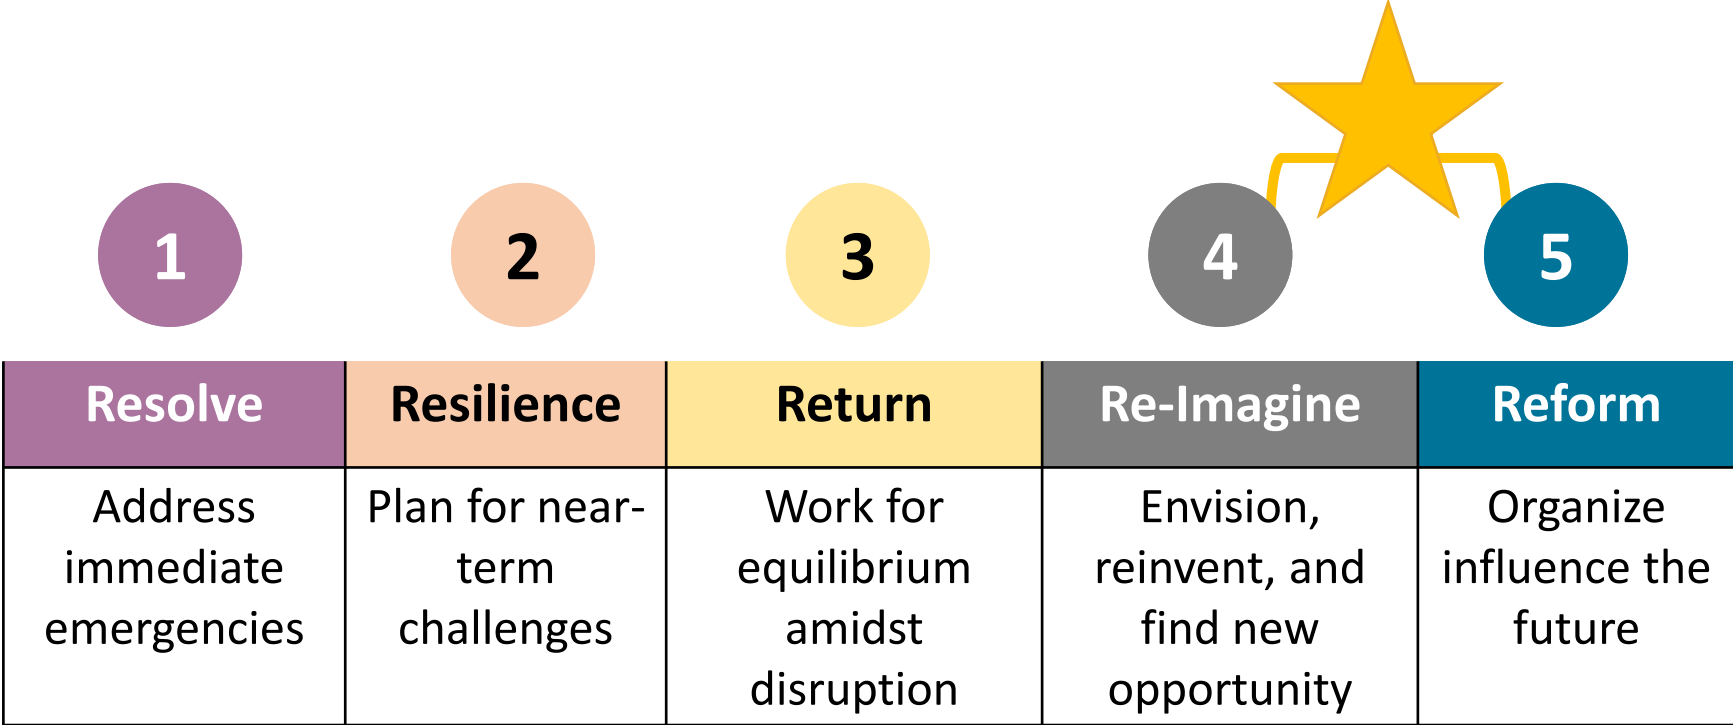 1
2
3
4
5
Resolve
Resilience
Return
Re-Imagine
Reform
Address
immediate
emergencies
Plan for near-
term
challenges
Work for
equilibrium
amidst
disruption
Envision,
reinvent, and
find new
opportunity
Organize
influence the
future